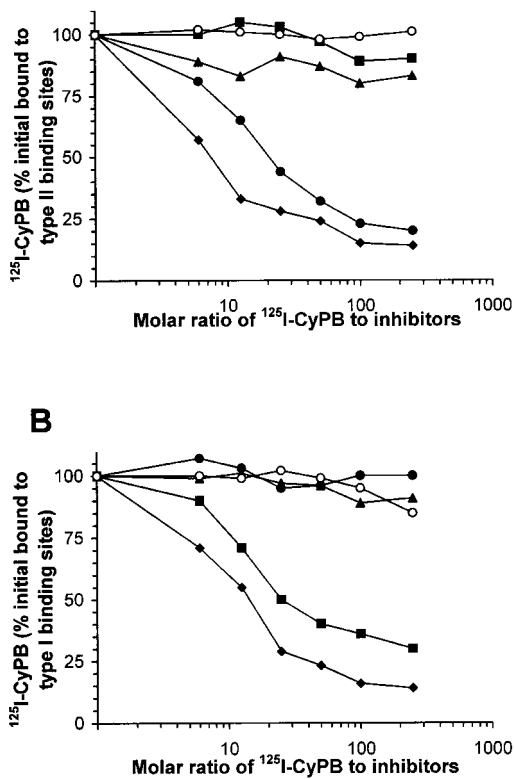 100
75
50
25
0
¹²⁵I-CyPB (% initial bound to
type II binding sites)
10
100
1000
Molar ratio of ¹²⁵I-CyPB to inhibitors
B
100
75
50
25
0
¹²⁵I-CyPB (% initial bound to
type I binding sites)
10
100
1000
Molar ratio of ¹²⁵I-CyPB to inhibitors